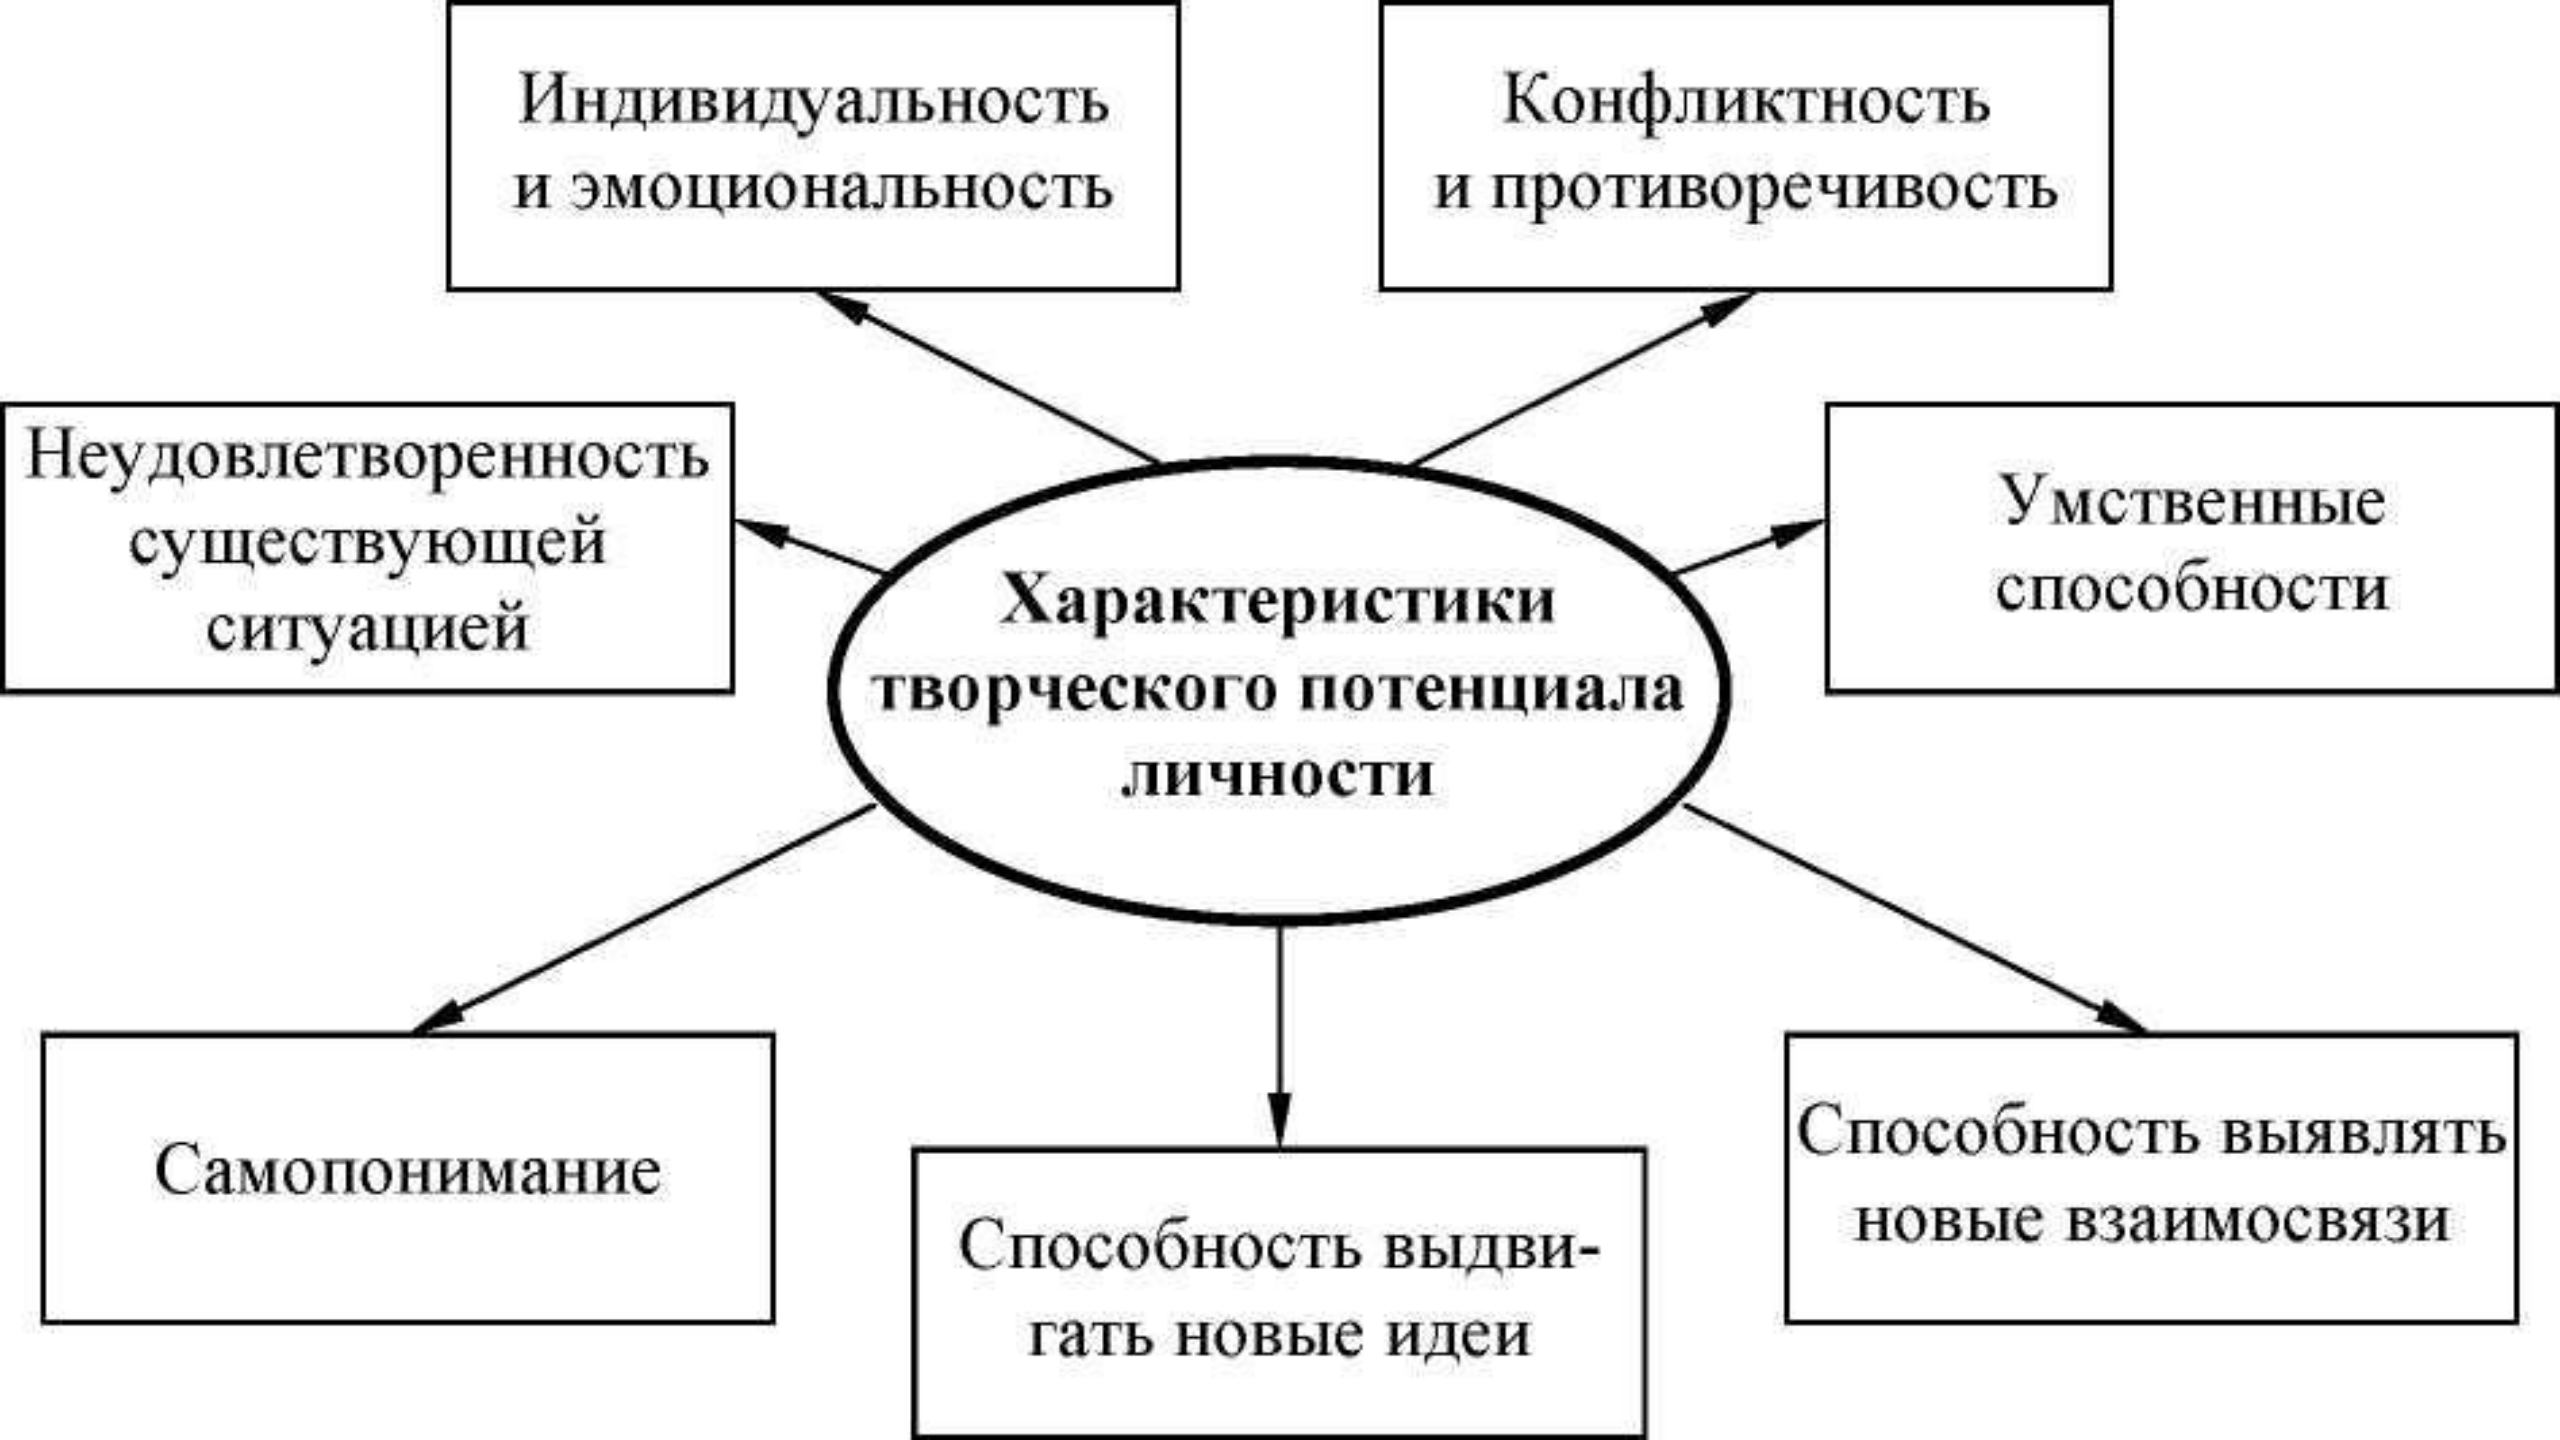 Индивидуальность
и эмоциональность
Конфликтность
и противоречивость
Неудовлетворенность
существующей
ситуацией
Умственные
способности
Характеристики
творческого потенциала
личности
Самопонимание
Способность выдви-
гать новые идеи
Способность выявлять
новые взаимосвязи